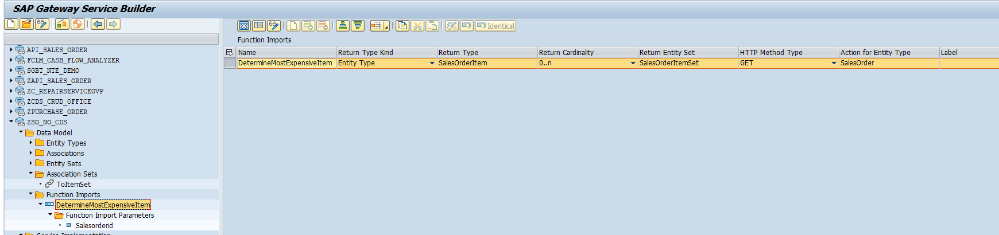 SAP Gateway Service Builder
Identical
Function Imports
Name Return Type Kind Return Type Return Cardinality Return Entity Set HTTP Method Type Action for Entity Type Label
DetermineMostExpensiveItem Entity Type SalesOrderItem 0..n SalesOrderItemSet GET SalesOrder
API_SALES_ORDER
FCLM_CASH_FLOW_ANALYZER
SGBT_NTE_DEMO
ZAPI_SALES_ORDER
ZC_REPAIRSERVICEOVP
ZCDS_CRUD_OFFICE
ZPURCHASE_ORDER
ZSO_NO_CDS
Data Model
Entity Types
Associations
Entity Sets
Association Sets
ToItemSet
Function Imports
DetermineMostExpensiveItem
Function Import Parameters
Salesorderid
Service Implementation